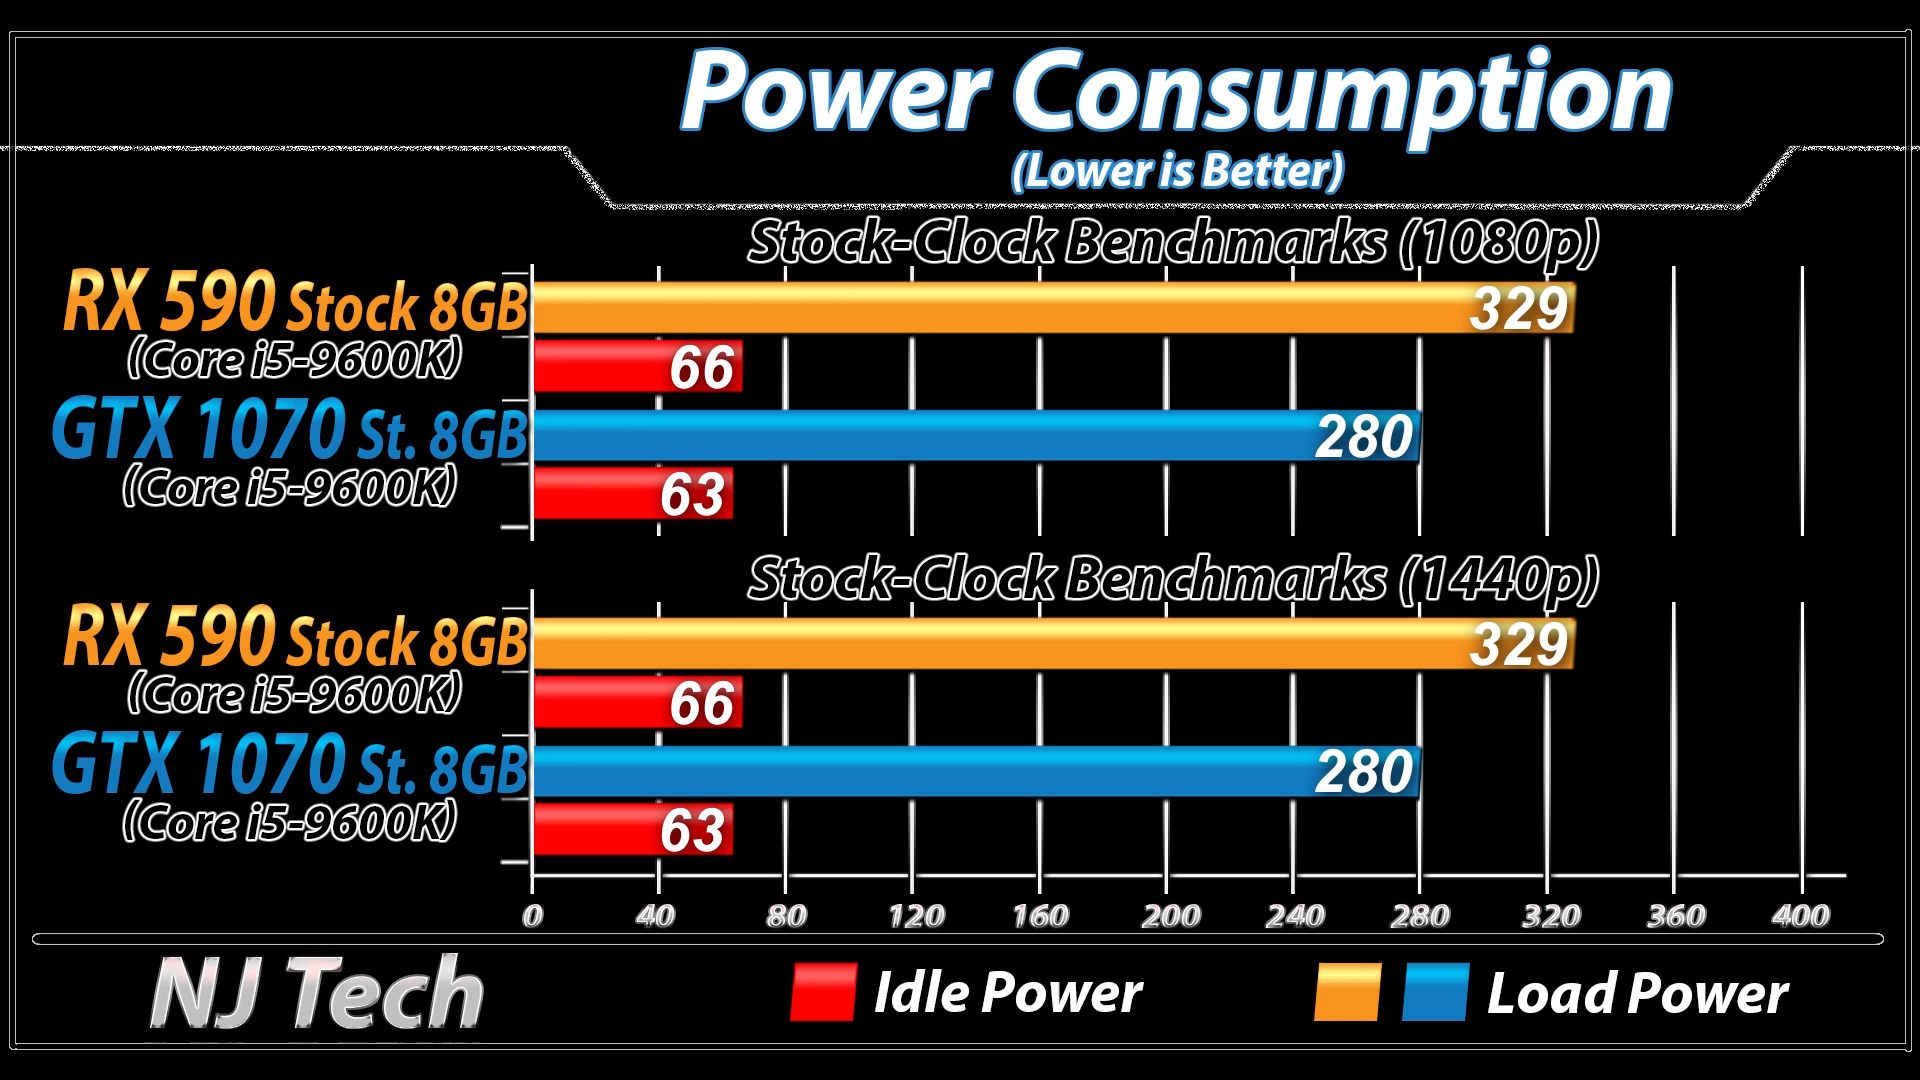 Power Consumption
(Lower is Better)
Stock-Clock Benchmarks (1080p)
RX 590 Stock 8GB
329
(Core i5-9600K)
66
GTX 1070 St. 8GB
280
(Core i5-9600K)
63
Stock-Clock Benchmarks (1440p)
RX 590 Stock 8GB
329
(Core i5-9600K)
66
GTX 1070 St. 8GB
280
(Core i5-9600K)
63
0 40 80 120 160 200 240 280 320 360 400
NJ Tech
Idle Power
Load Power